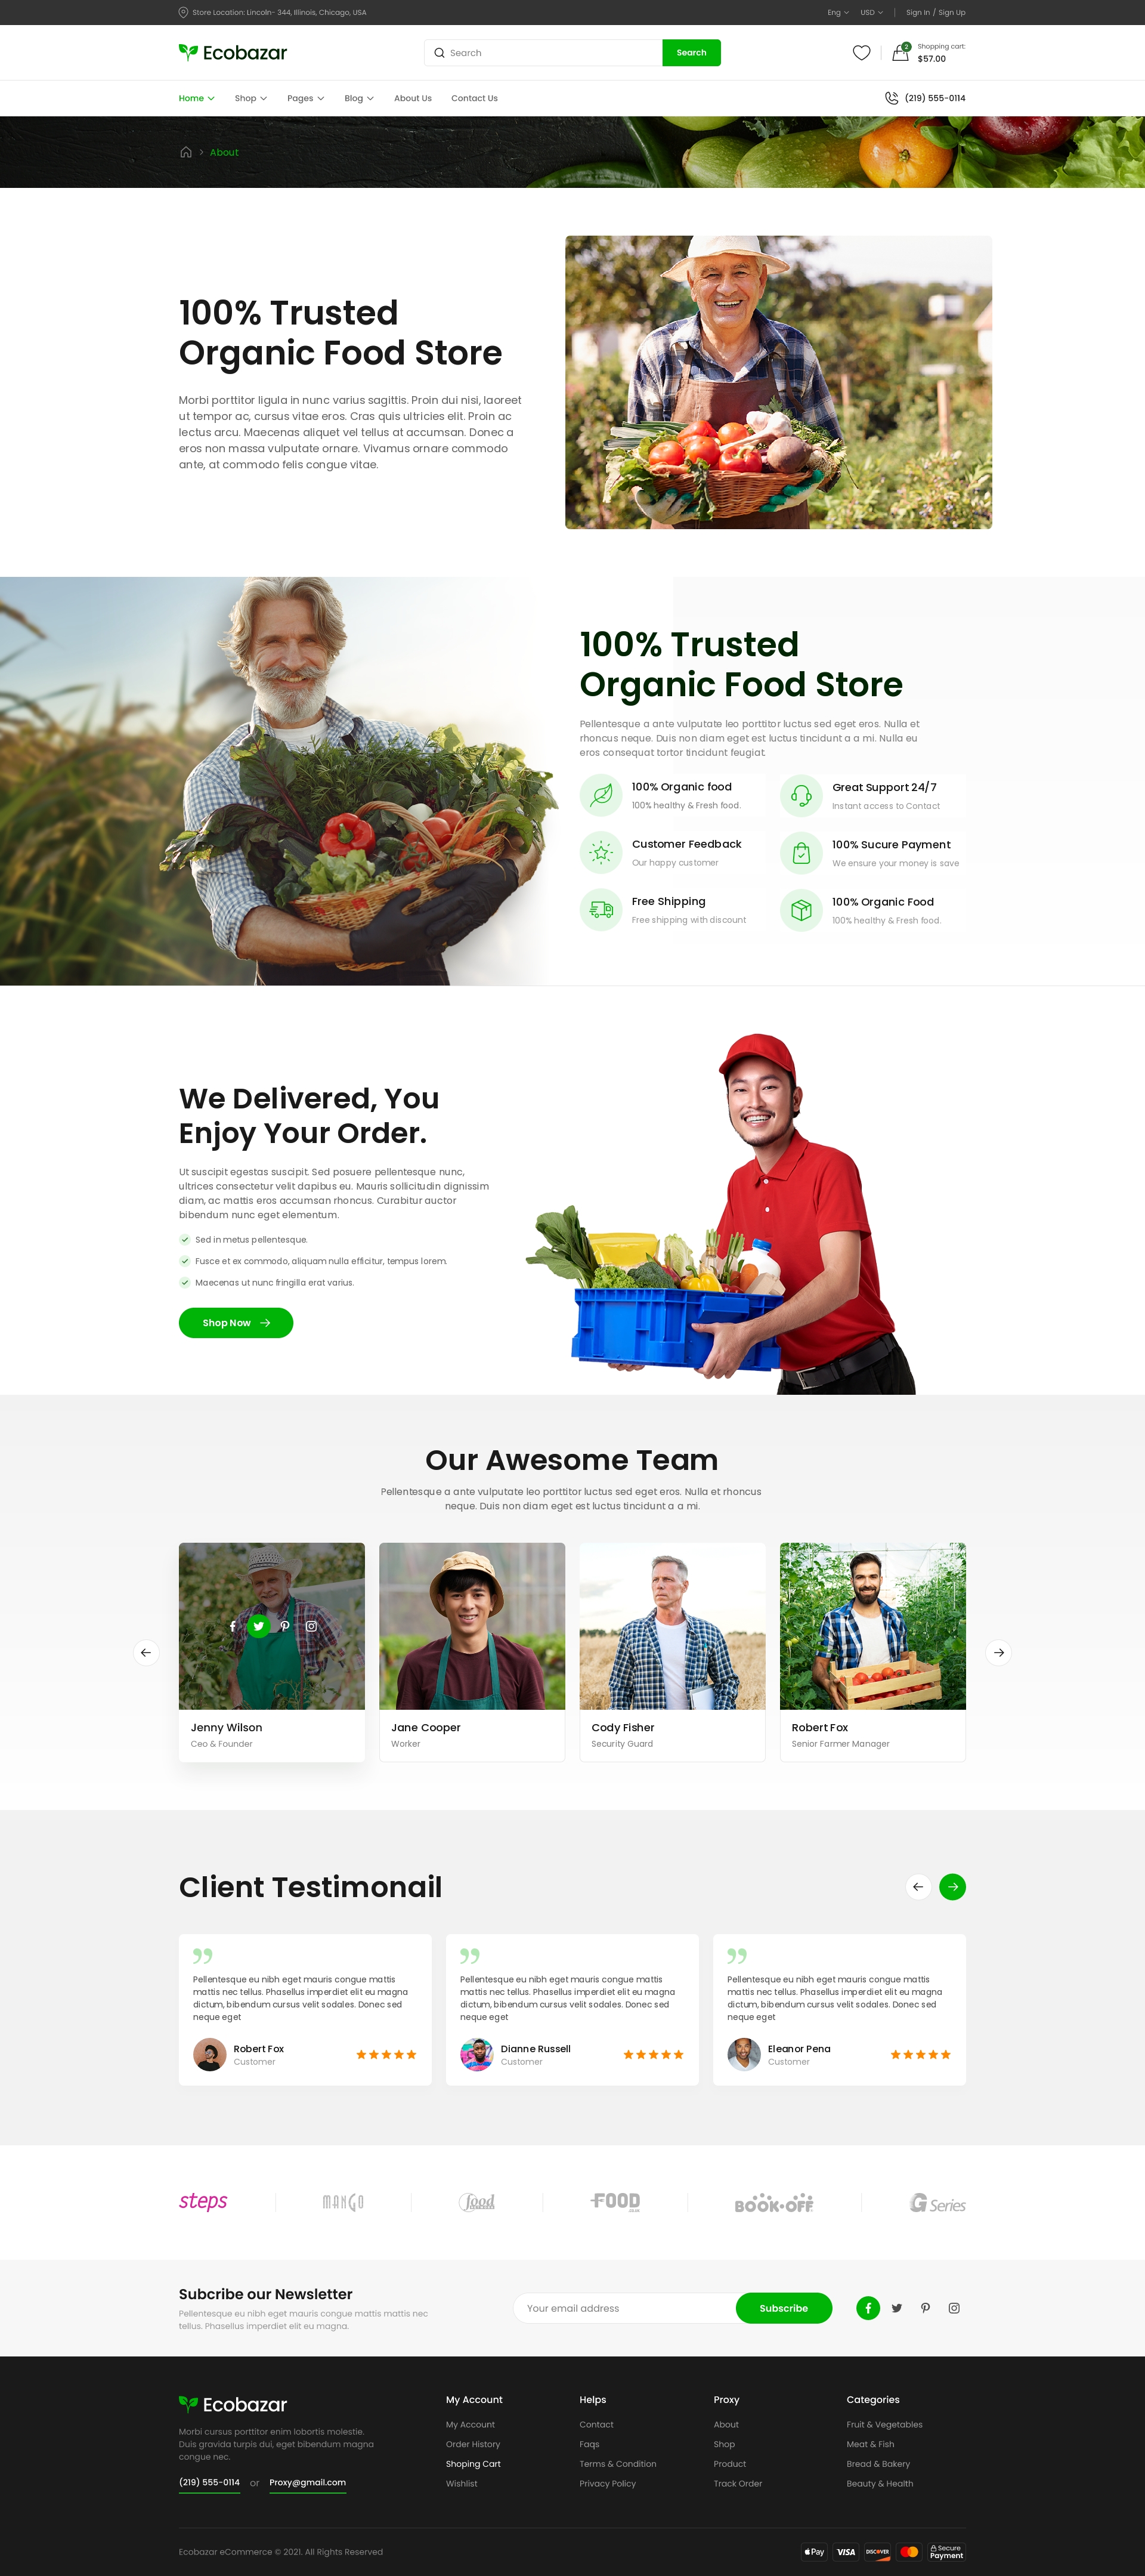 Store Location: Lincoln- 344, Illinois, Chicago, USA
Eng
USD
Sign In / Sign Up
Ecobazar
Search
Search
2
Shopping cart:
$57.00
Home
Shop
Pages
Blog
About Us
Contact Us
(219) 555-0114
About
100% Trusted
Organic Food Store
Morbi porttitor ligula in nunc varius sagittis. Proin dui nisi, laoreet
ut tempor ac, cursus vitae eros. Cras quis ultricies elit. Proin ac
lectus arcu. Maecenas aliquet vel tellus at accumsan. Donec a
eros non massa vulputate ornare. Vivamus ornare commodo
ante, at commodo felis congue vitae.
100% Trusted
Organic Food Store
Pellentesque a ante vulputate leo porttitor luctus sed eget eros. Nulla et
rhoncus neque. Duis non diam eget est luctus tincidunt a a mi. Nulla eu
eros consequat tortor tincidunt feugiat.
100% Organic food
100% healthy & Fresh food.
Great Support 24/7
Instant access to Contact
Customer Feedback
Our happy customer
100% Sucure Payment
We ensure your money is save
Free Shipping
Free shipping with discount
100% Organic Food
100% healthy & Fresh food.
We Delivered, You
Enjoy Your Order.
Ut suscipit egestas suscipit. Sed posuere pellentesque nunc,
ultrices consectetur velit dapibus eu. Mauris sollicitudin dignissim
diam, ac mattis eros accumsan rhoncus. Curabitur auctor
bibendum nunc eget elementum.
Sed in metus pellentesque.
Fusce et ex commodo, aliquam nulla efficitur, tempus lorem.
Maecenas ut nunc fringilla erat varius.
Shop Now
Our Awesome Team
Pellentesque a ante vulputate leo porttitor luctus sed eget eros. Nulla et rhoncus
neque. Duis non diam eget est luctus tincidunt a a mi.
Jenny Wilson
Ceo & Founder
Jane Cooper
Worker
Cody Fisher
Security Guard
Robert Fox
Senior Farmer Manager
Client Testimonail
Pellentesque eu nibh eget mauris congue mattis
mattis nec tellus. Phasellus imperdiet elit eu magna
dictum, bibendum cursus velit sodales. Donec sed
neque eget
Robert Fox
Customer
Pellentesque eu nibh eget mauris congue mattis
mattis nec tellus. Phasellus imperdiet elit eu magna
dictum, bibendum cursus velit sodales. Donec sed
neque eget
Dianne Russell
Customer
Pellentesque eu nibh eget mauris congue mattis
mattis nec tellus. Phasellus imperdiet elit eu magna
dictum, bibendum cursus velit sodales. Donec sed
neque eget
Eleanor Pena
Customer
steps
MANGO
food
FOOD
BOOK·OFF
G Series
Subcribe our Newsletter
Pellentesque eu nibh eget mauris congue mattis mattis nec
tellus. Phasellus imperdiet elit eu magna.
Your email address
Subscribe
Ecobazar
Morbi cursus porttitor enim lobortis molestie.
Duis gravida turpis dui, eget bibendum magna
congue nec.
(219) 555-0114
or
Proxy@gmail.com
My Account
My Account
Order History
Shoping Cart
Wishlist
Helps
Contact
Faqs
Terms & Condition
Privacy Policy
Proxy
About
Shop
Product
Track Order
Categories
Fruit & Vegetables
Meat & Fish
Bread & Bakery
Beauty & Health
Ecobazar eCommerce © 2021. All Rights Reserved
Pay
VISA
DISCOVER
Secure
Payment